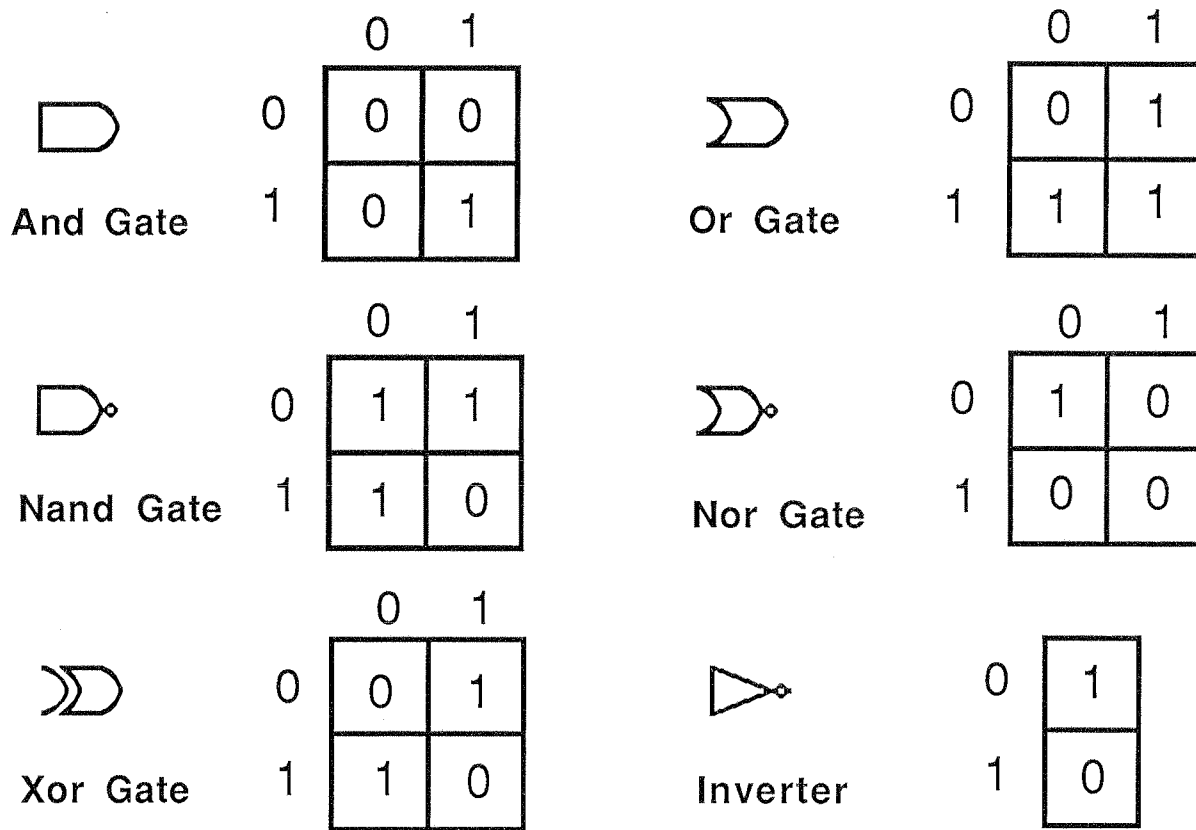 0 1
0 0 0
1 0 1
And Gate
0 1
0 0 1
1 1 1
Or Gate
0 1
0 1 1
1 1 0
Nand Gate
0 1
0 1 0
1 0 0
Nor Gate
0 1
0 0 1
1 1 0
Xor Gate
0 1
1 0
Inverter